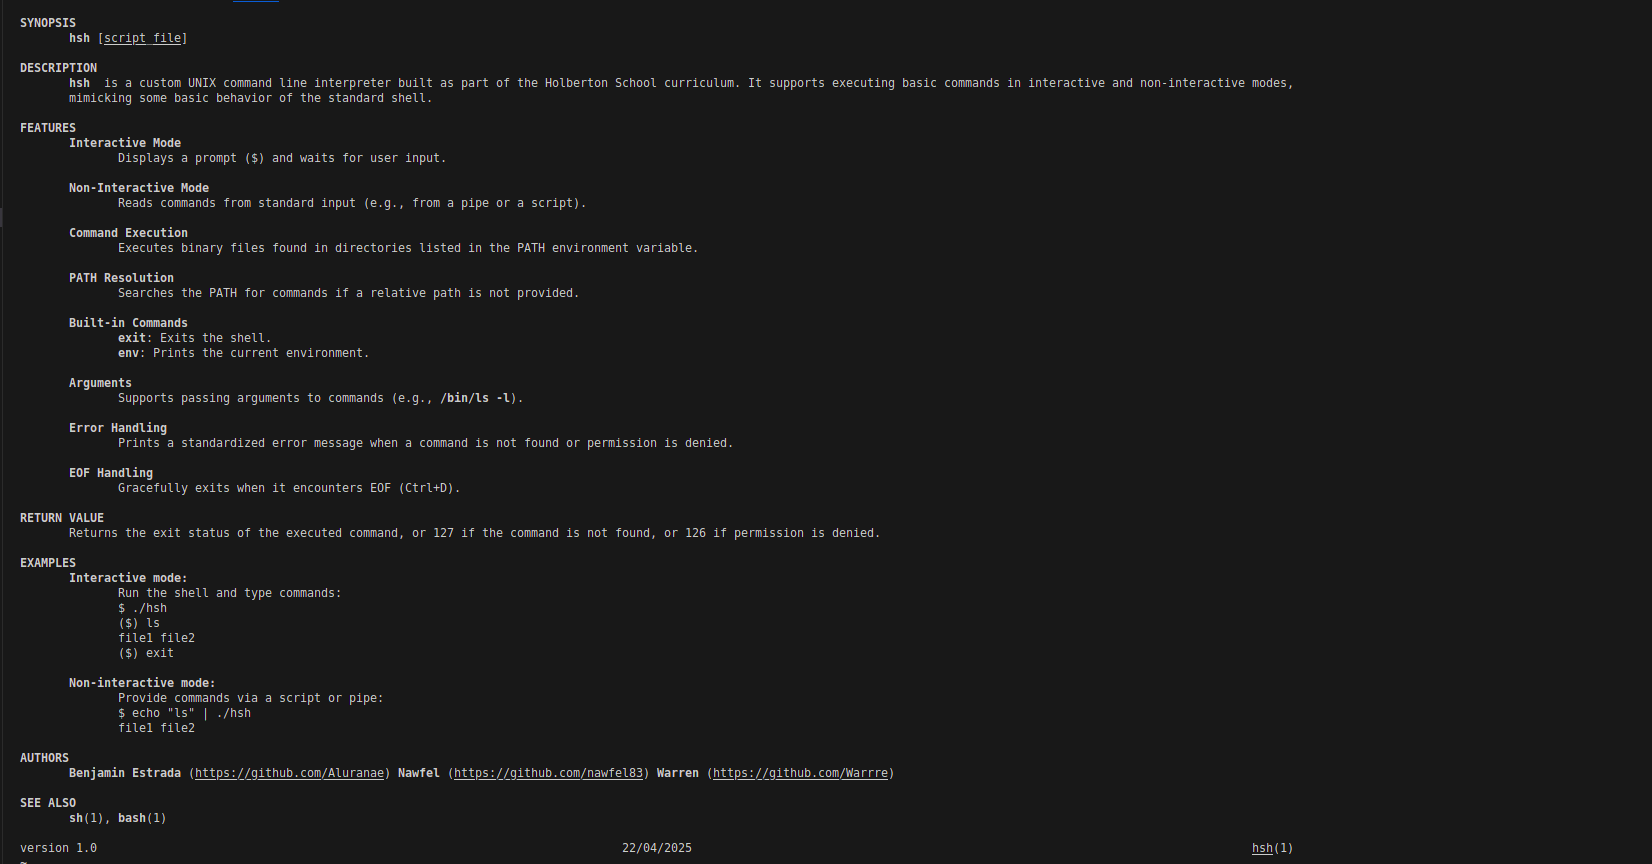 SYNOPSIS
hsh [script_file]
DESCRIPTION
hsh  is a custom UNIX command line interpreter built as part of the Holberton School curriculum. It supports executing basic commands in interactive and non-interactive modes,
mimicking some basic behavior of the standard shell.
FEATURES
Interactive Mode
Displays a prompt ($) and waits for user input.
Non-Interactive Mode
Reads commands from standard input (e.g., from a pipe or a script).
Command Execution
Executes binary files found in directories listed in the PATH environment variable.
PATH Resolution
Searches the PATH for commands if a relative path is not provided.
Built-in Commands
exit: Exits the shell.
env: Prints the current environment.
Arguments
Supports passing arguments to commands (e.g., /bin/ls -l).
Error Handling
Prints a standardized error message when a command is not found or permission is denied.
EOF Handling
Gracefully exits when it encounters EOF (Ctrl+D).
RETURN VALUE
Returns the exit status of the executed command, or 127 if the command is not found, or 126 if permission is denied.
EXAMPLES
Interactive mode:
Run the shell and type commands:
$ ./hsh
($) ls
file1 file2
($) exit
Non-interactive mode:
Provide commands via a script or pipe:
$ echo "ls" | ./hsh
file1 file2
AUTHORS
Benjamin Estrada (https://github.com/Aluranae) Nawfel (https://github.com/nawfel83) Warren (https://github.com/Warrre)
SEE ALSO
sh(1), bash(1)
version 1.0 22/04/2025 hsh(1)